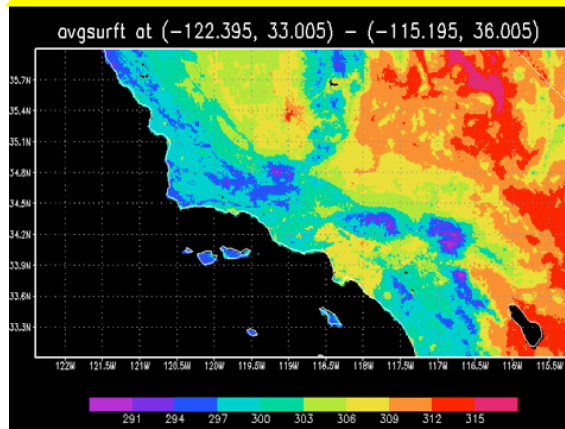 avgsurft at (-122.395, 33.005) - (-115.195, 36.005)
35.7N
35.4N
35.1N
34.8N
34.5N
34.2N
33.9N
33.6N
33.3N
122W 121.5W 121W 120.5W 120W 119.5W 119W 118.5W 118W 117.5W 117W 116.5W 116W 115.5W
291 294 297 300 303 306 309 312 315